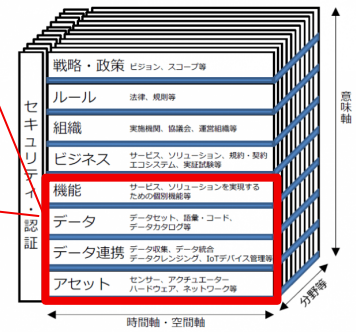 戦略・政策 ビジョン、スコープ等
ルール 法律、規則等
組織 実施機関、協議会、運営組織等
ビジネス サービス、ソリューション、規約・契約
エコシステム、実証試験等
機能 サービス、ソリューションを実現する
ための個別機能等
データ データセット、語彙・コード、
データカタログ等
データ連携 データ収集、データ統合
データクレンジング、IoTデバイス管理等
アセット センサー、アクチュエーター
ハードウェア、ネットワーク等
セキュリティ・認証
意味軸
分野等
時間軸・空間軸